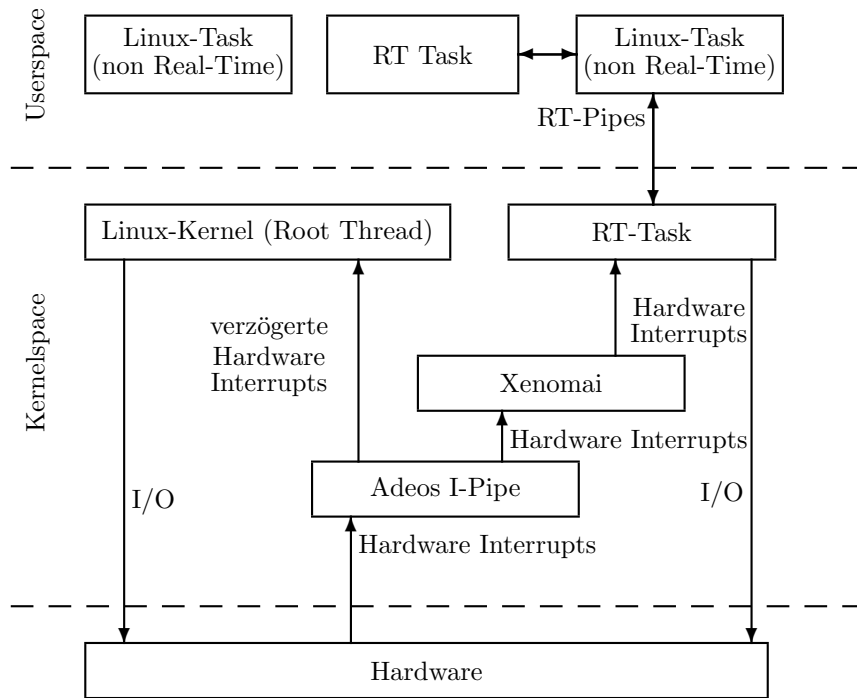 Userspace
Linux-Task
(non Real-Time)
RT Task
Linux-Task
(non Real-Time)
RT-Pipes
Kernelspace
Linux-Kernel (Root Thread)
RT-Task
verzögerte
Hardware
Interrupts
Hardware
Interrupts
Xenomai
Hardware Interrupts
Adeos I-Pipe
I/O
I/O
Hardware Interrupts
Hardware